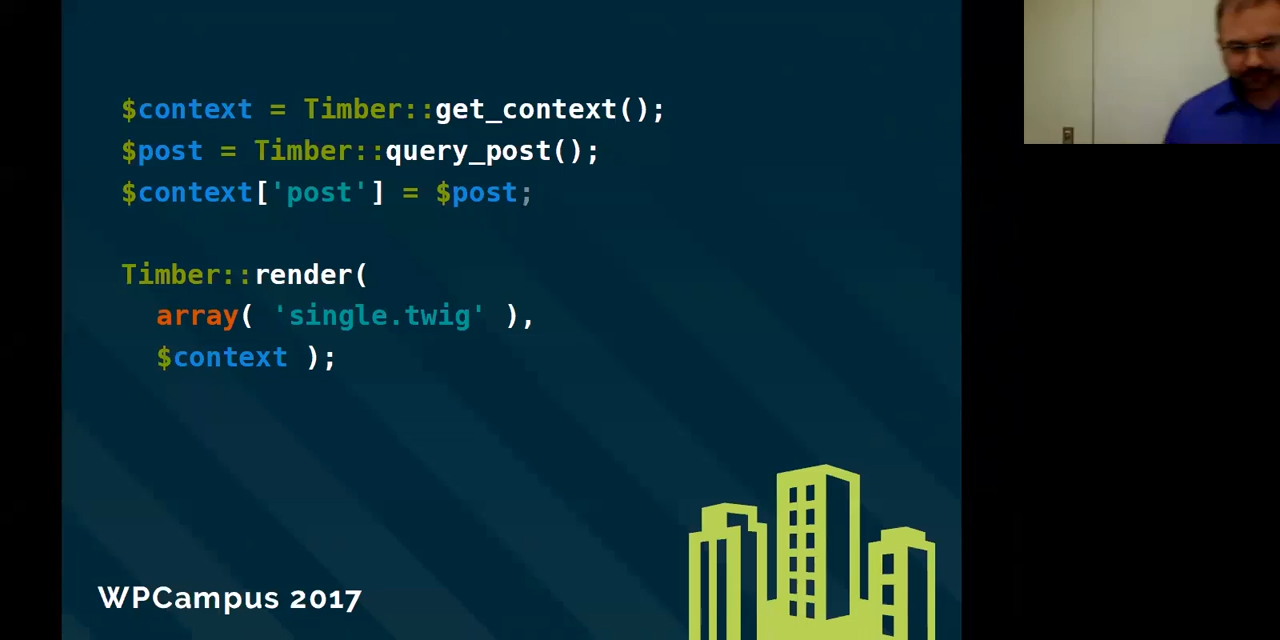 $context = Timber::get_context();
$post = Timber::query_post();
$context['post'] = $post;
Timber::render(
array( 'single.twig' ),
$context );
WPCampus 2017